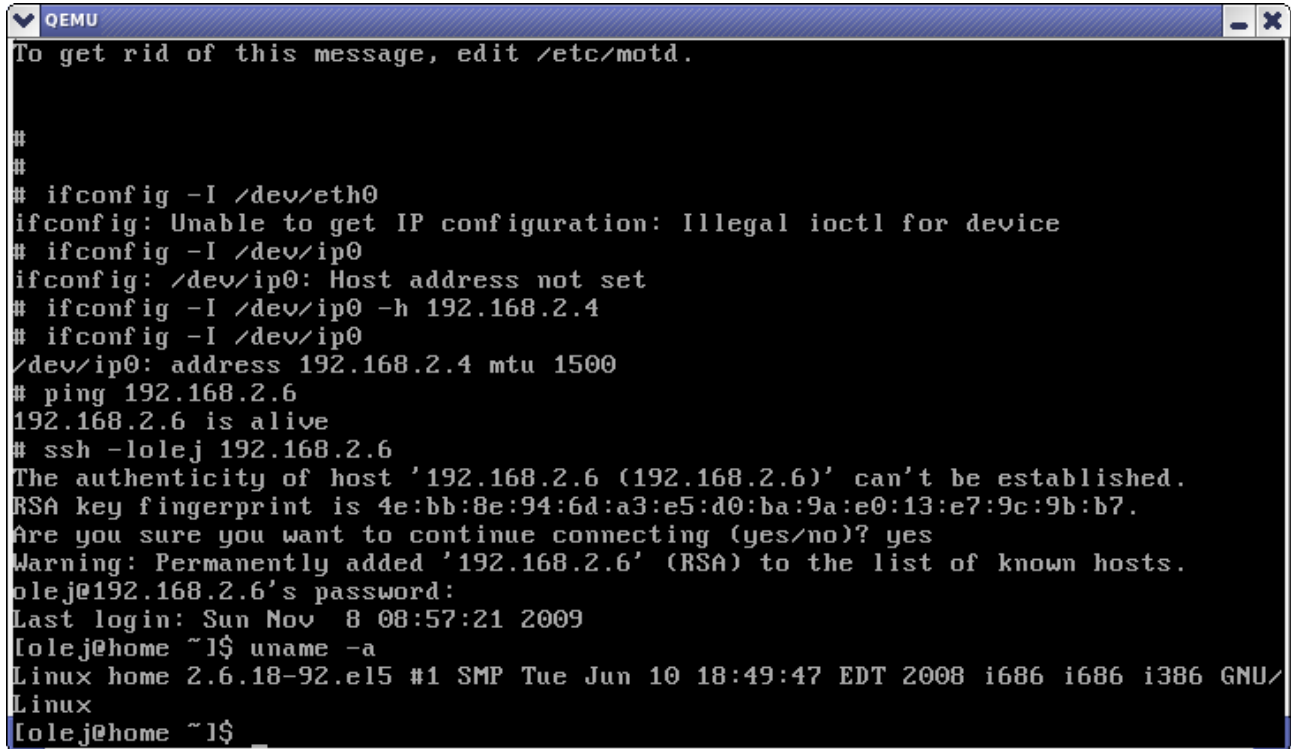 QEMU
To get rid of this message, edit /etc/motd.
#
#
# ifconfig -I /dev/eth0
ifconfig: Unable to get IP configuration: Illegal ioctl for device
# ifconfig -I /dev/ip0
ifconfig: /dev/ip0: Host address not set
# ifconfig -I /dev/ip0 -h 192.168.2.4
# ifconfig -I /dev/ip0
/dev/ip0: address 192.168.2.4 mtu 1500
# ping 192.168.2.6
192.168.2.6 is alive
# ssh -lolej 192.168.2.6
The authenticity of host '192.168.2.6 (192.168.2.6)' can't be established.
RSA key fingerprint is 4e:bb:8e:94:6d:a3:e5:d0:ba:9a:e0:13:e7:9c:9b:b7.
Are you sure you want to continue connecting (yes/no)? yes
Warning: Permanently added '192.168.2.6' (RSA) to the list of known hosts.
olej@192.168.2.6's password:
Last login: Sun Nov  8 08:57:21 2009
[olej@home ~]$ uname -a
Linux home 2.6.18-92.el5 #1 SMP Tue Jun 10 18:49:47 EDT 2008 i686 i686 i386 GNU/
Linux
[olej@home ~]$ _